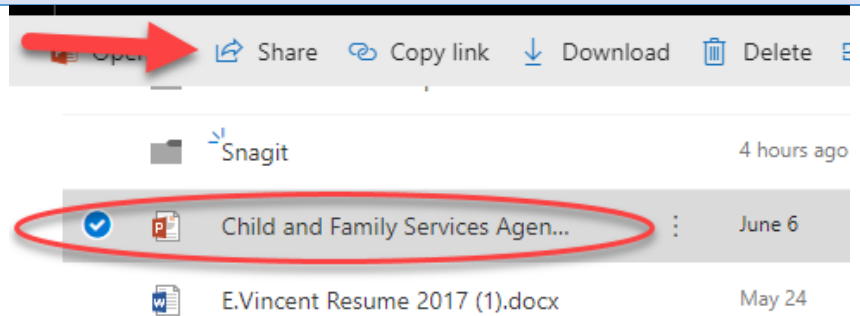 Share Copy link Download Delete
Snagit 4 hours ago
Child and Family Services Agen... June 6
E.Vincent Resume 2017 (1).docx May 24